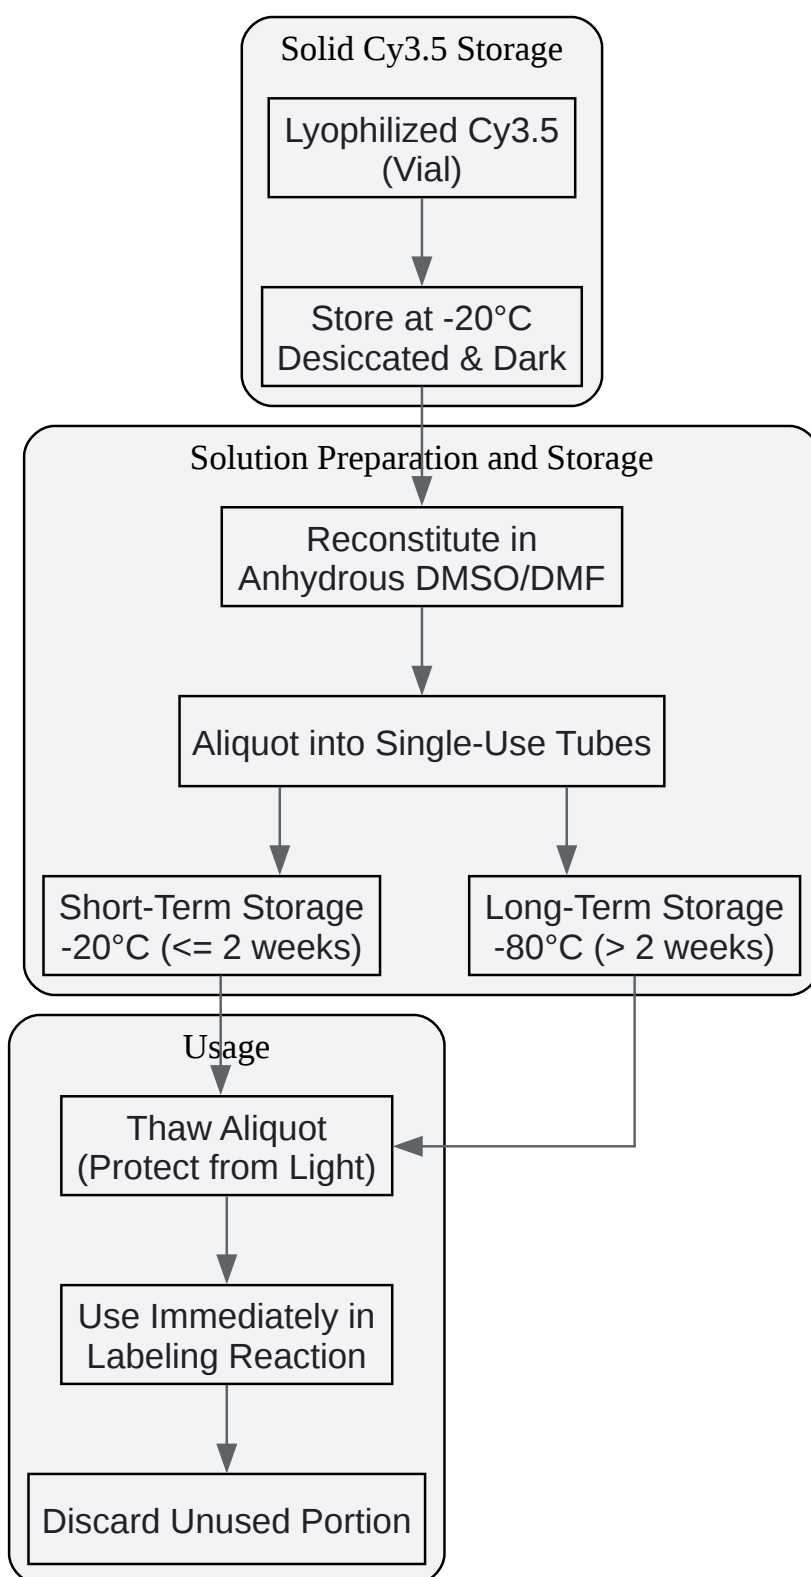 Solid Cy3.5 Storage
Lyophilized Cy3.5
(Vial)
Store at -20°C
Desiccated & Dark
Solution Preparation and Storage
Reconstitute in
Anhydrous DMSO/DMF
Aliquot into Single-Use Tubes
Short-Term Storage
-20°C (<= 2 weeks)
Long-Term Storage
-80°C (> 2 weeks)
Usage
Thaw Aliquot
(Protect from Light)
Use Immediately in
Labeling Reaction
Discard Unused Portion